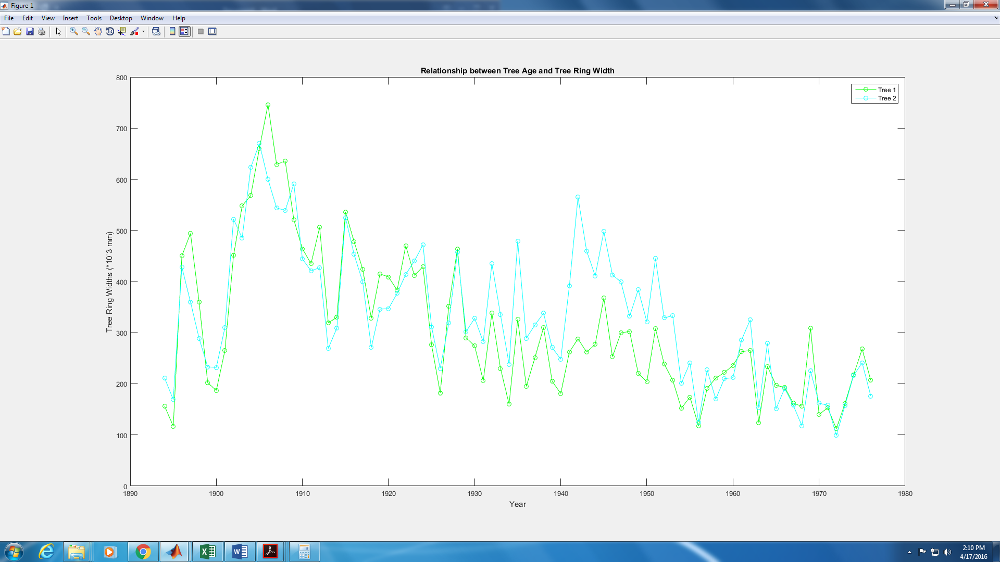 Figure 1
File Edit View Insert Tools Desktop Window Help
Relationship between Tree Age and Tree Ring Width
Tree 1
Tree 2
800
700
600
500
400
300
200
100
0
Tree Ring Widths (*10⁻3 mm)
1890 1900 1910 1920 1930 1940 1950 1960 1970 1980
Year
2:10 PM
4/17/2016